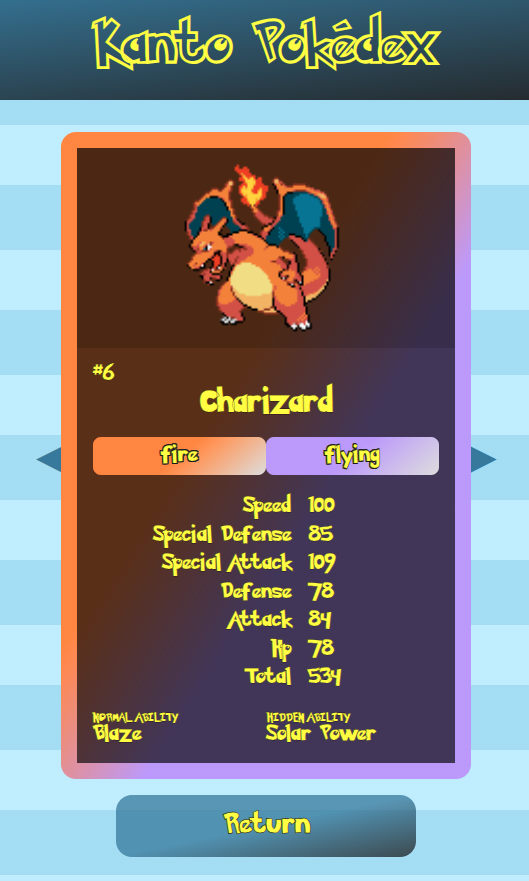 Kanto Pokédex
#6
Charizard
fire flying
Speed 100
Special Defense 85
Special Attack 109
Defense 78
Attack 84
Hp 78
Total 534
NORMAL ABILITY HIDDEN ABILITY
Blaze Solar Power
Return